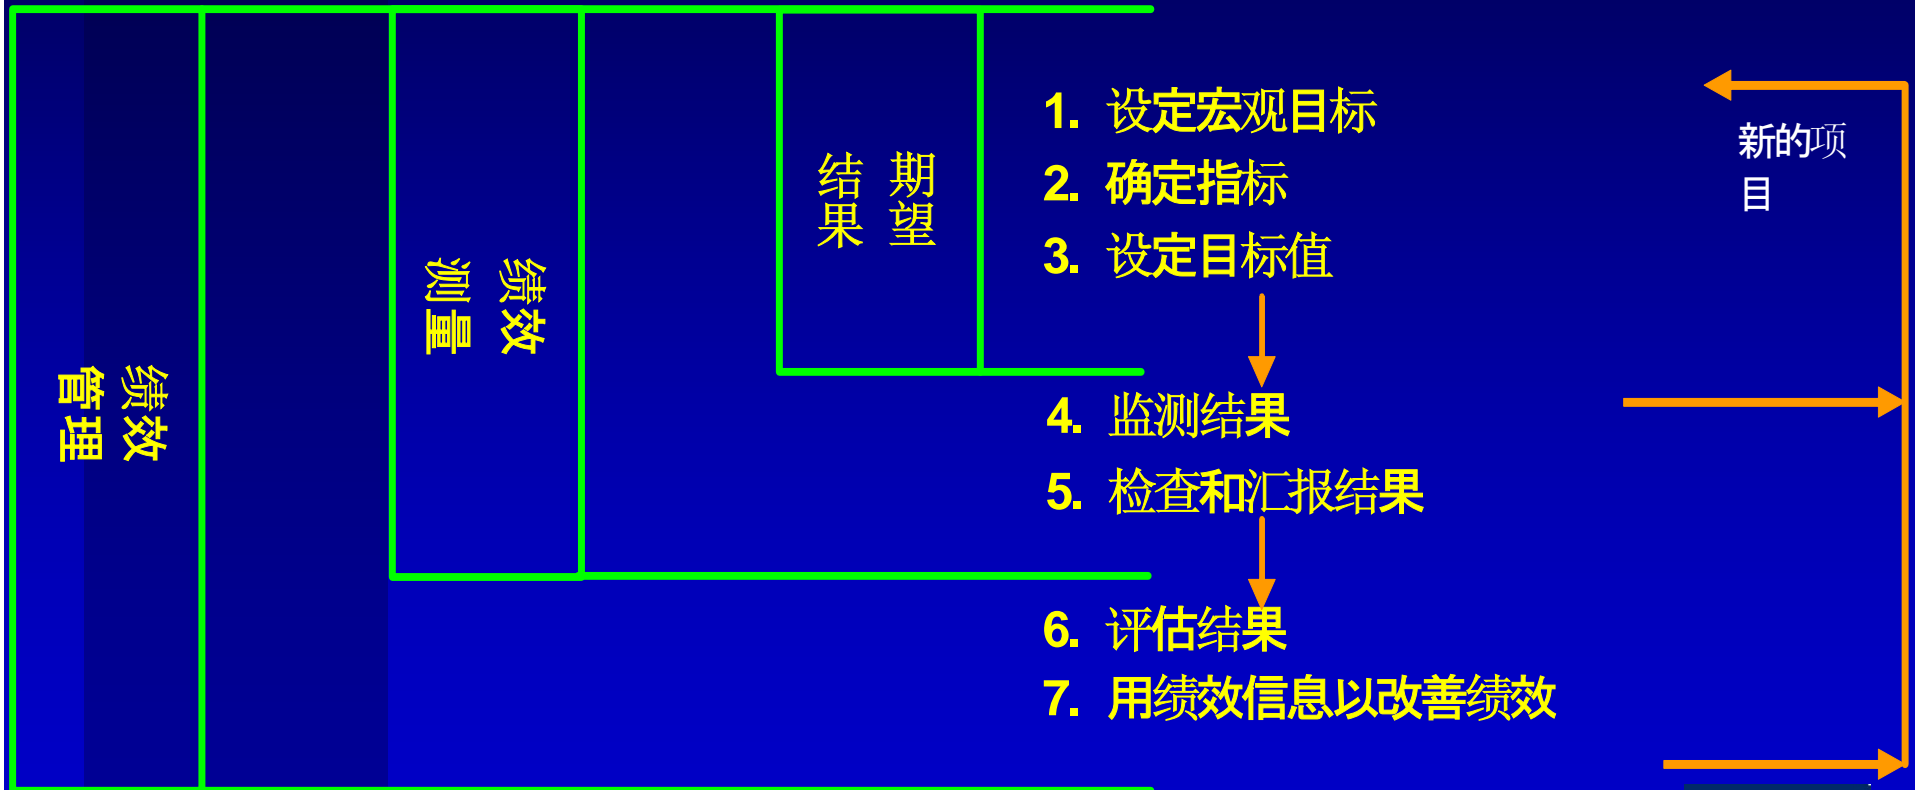 绩效
管理
绩效
测量
期望
结果
1. 设定宏观目标
2. 确定指标
3. 设定目标值
4. 监测结果
5. 检查和汇报结果
6. 评估结果
7. 用绩效信息以改善绩效
新的项
目